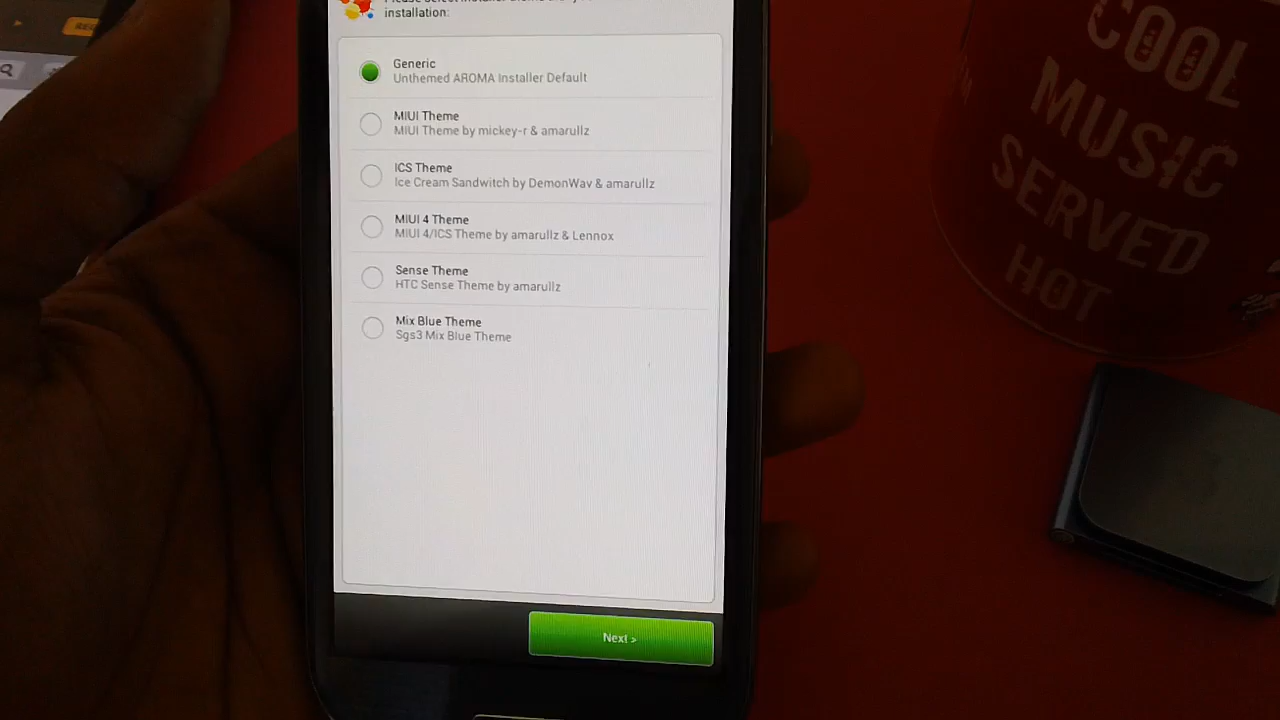 installation:
Generic
Unthemed AROMA Installer Default
MIUI Theme
MIUI Theme by mickey-r & amarullz
ICS Theme
Ice Cream Sandwitch by DemonWav & amarullz
MIUI 4 Theme
MIUI 4/ICS Theme by amarullz & Lennox
Sense Theme
HTC Sense Theme by amarullz
Mix Blue Theme
Sgs3 Mix Blue Theme
Next >
COOL
MUSIC
SERVED
HOT